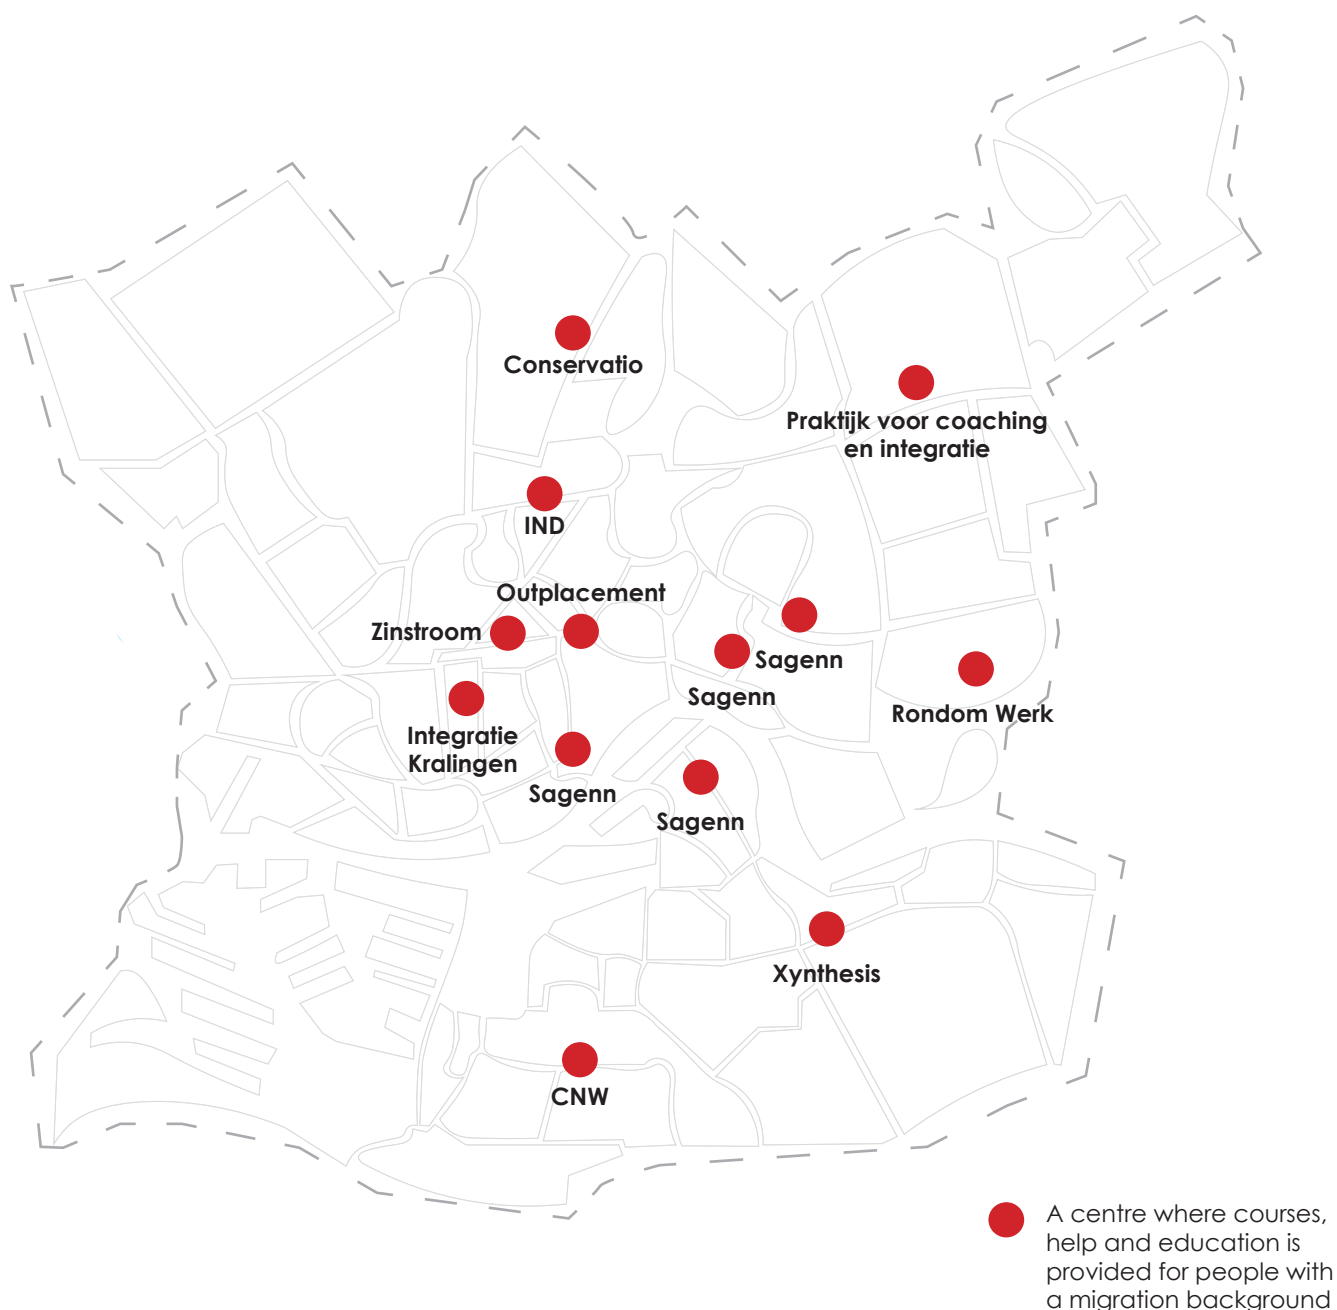 Conservatio
Praktijk voor coaching
en integratie
IND
Outplacement
Zinstroom
Sagenn
Sagenn
Rondom Werk
Integratie
Kralingen
Sagenn
Sagenn
Xynthesis
CNW
A centre where courses,
help and education is
provided for people with
a migration background